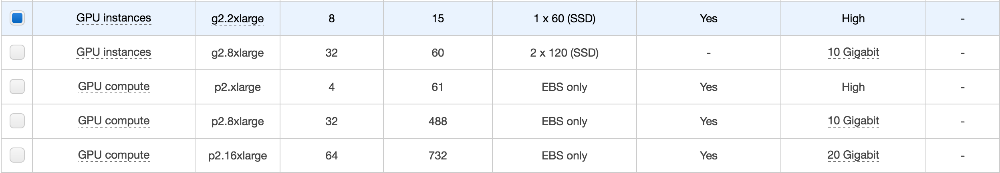 GPU instances g2.2xlarge 8 15 1 x 60 (SSD) Yes High -
GPU instances g2.8xlarge 32 60 2 x 120 (SSD) - 10 Gigabit -
GPU compute p2.xlarge 4 61 EBS only Yes High -
GPU compute p2.8xlarge 32 488 EBS only Yes 10 Gigabit -
GPU compute p2.16xlarge 64 732 EBS only Yes 20 Gigabit -